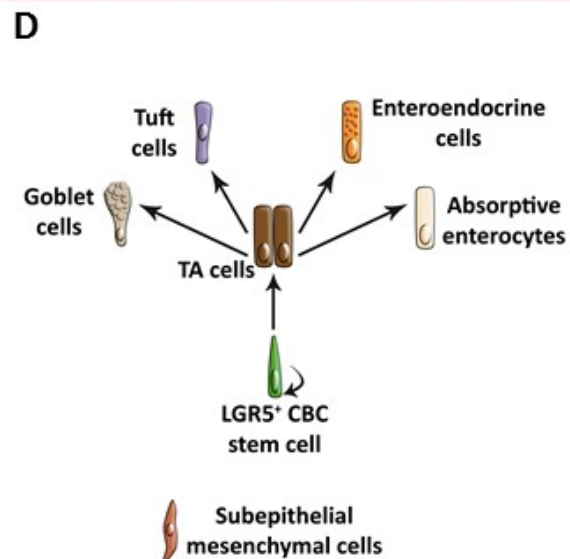 D
Tuft
cells
Enteroendocrine
cells
Goblet
cells
Absorptive
enterocytes
TA cells
LGR5⁺ CBC
stem cell
Subepithelial
mesenchymal cells